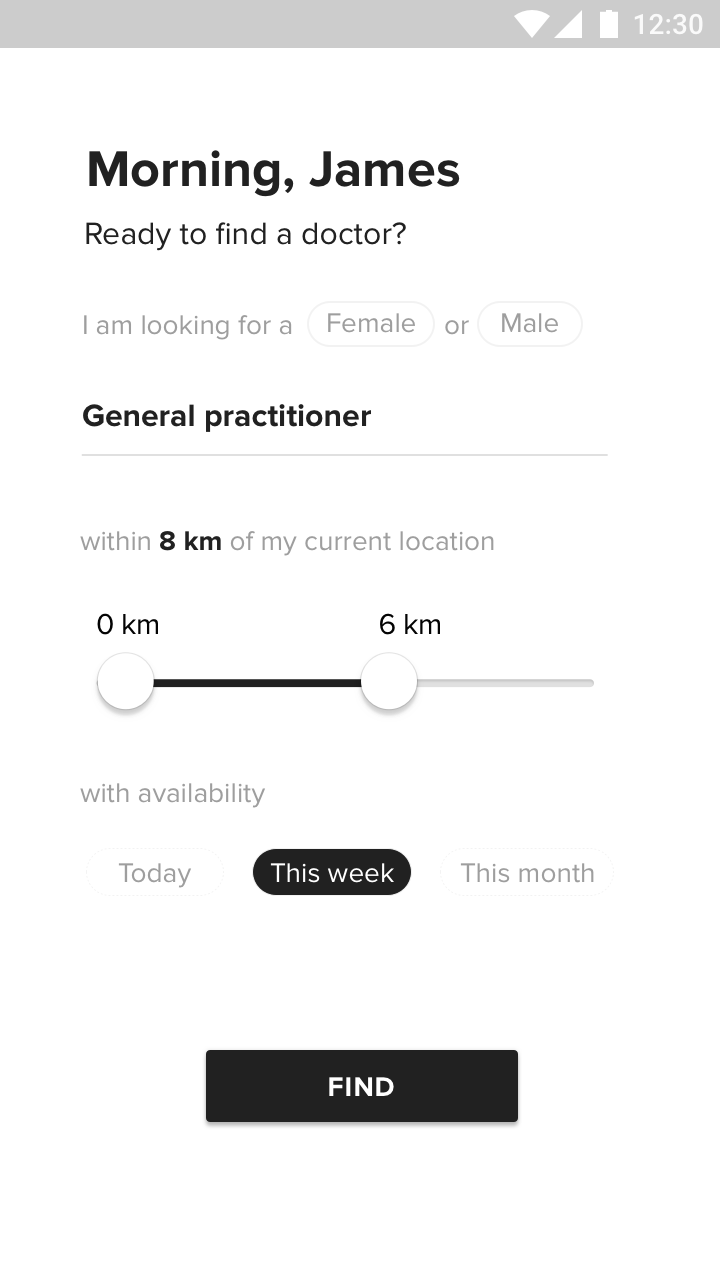 12:30
Morning, James
Ready to find a doctor?
I am looking for a Female or Male
General practitioner
within 8 km of my current location
0 km 6 km
with availability
Today This week This month
FIND